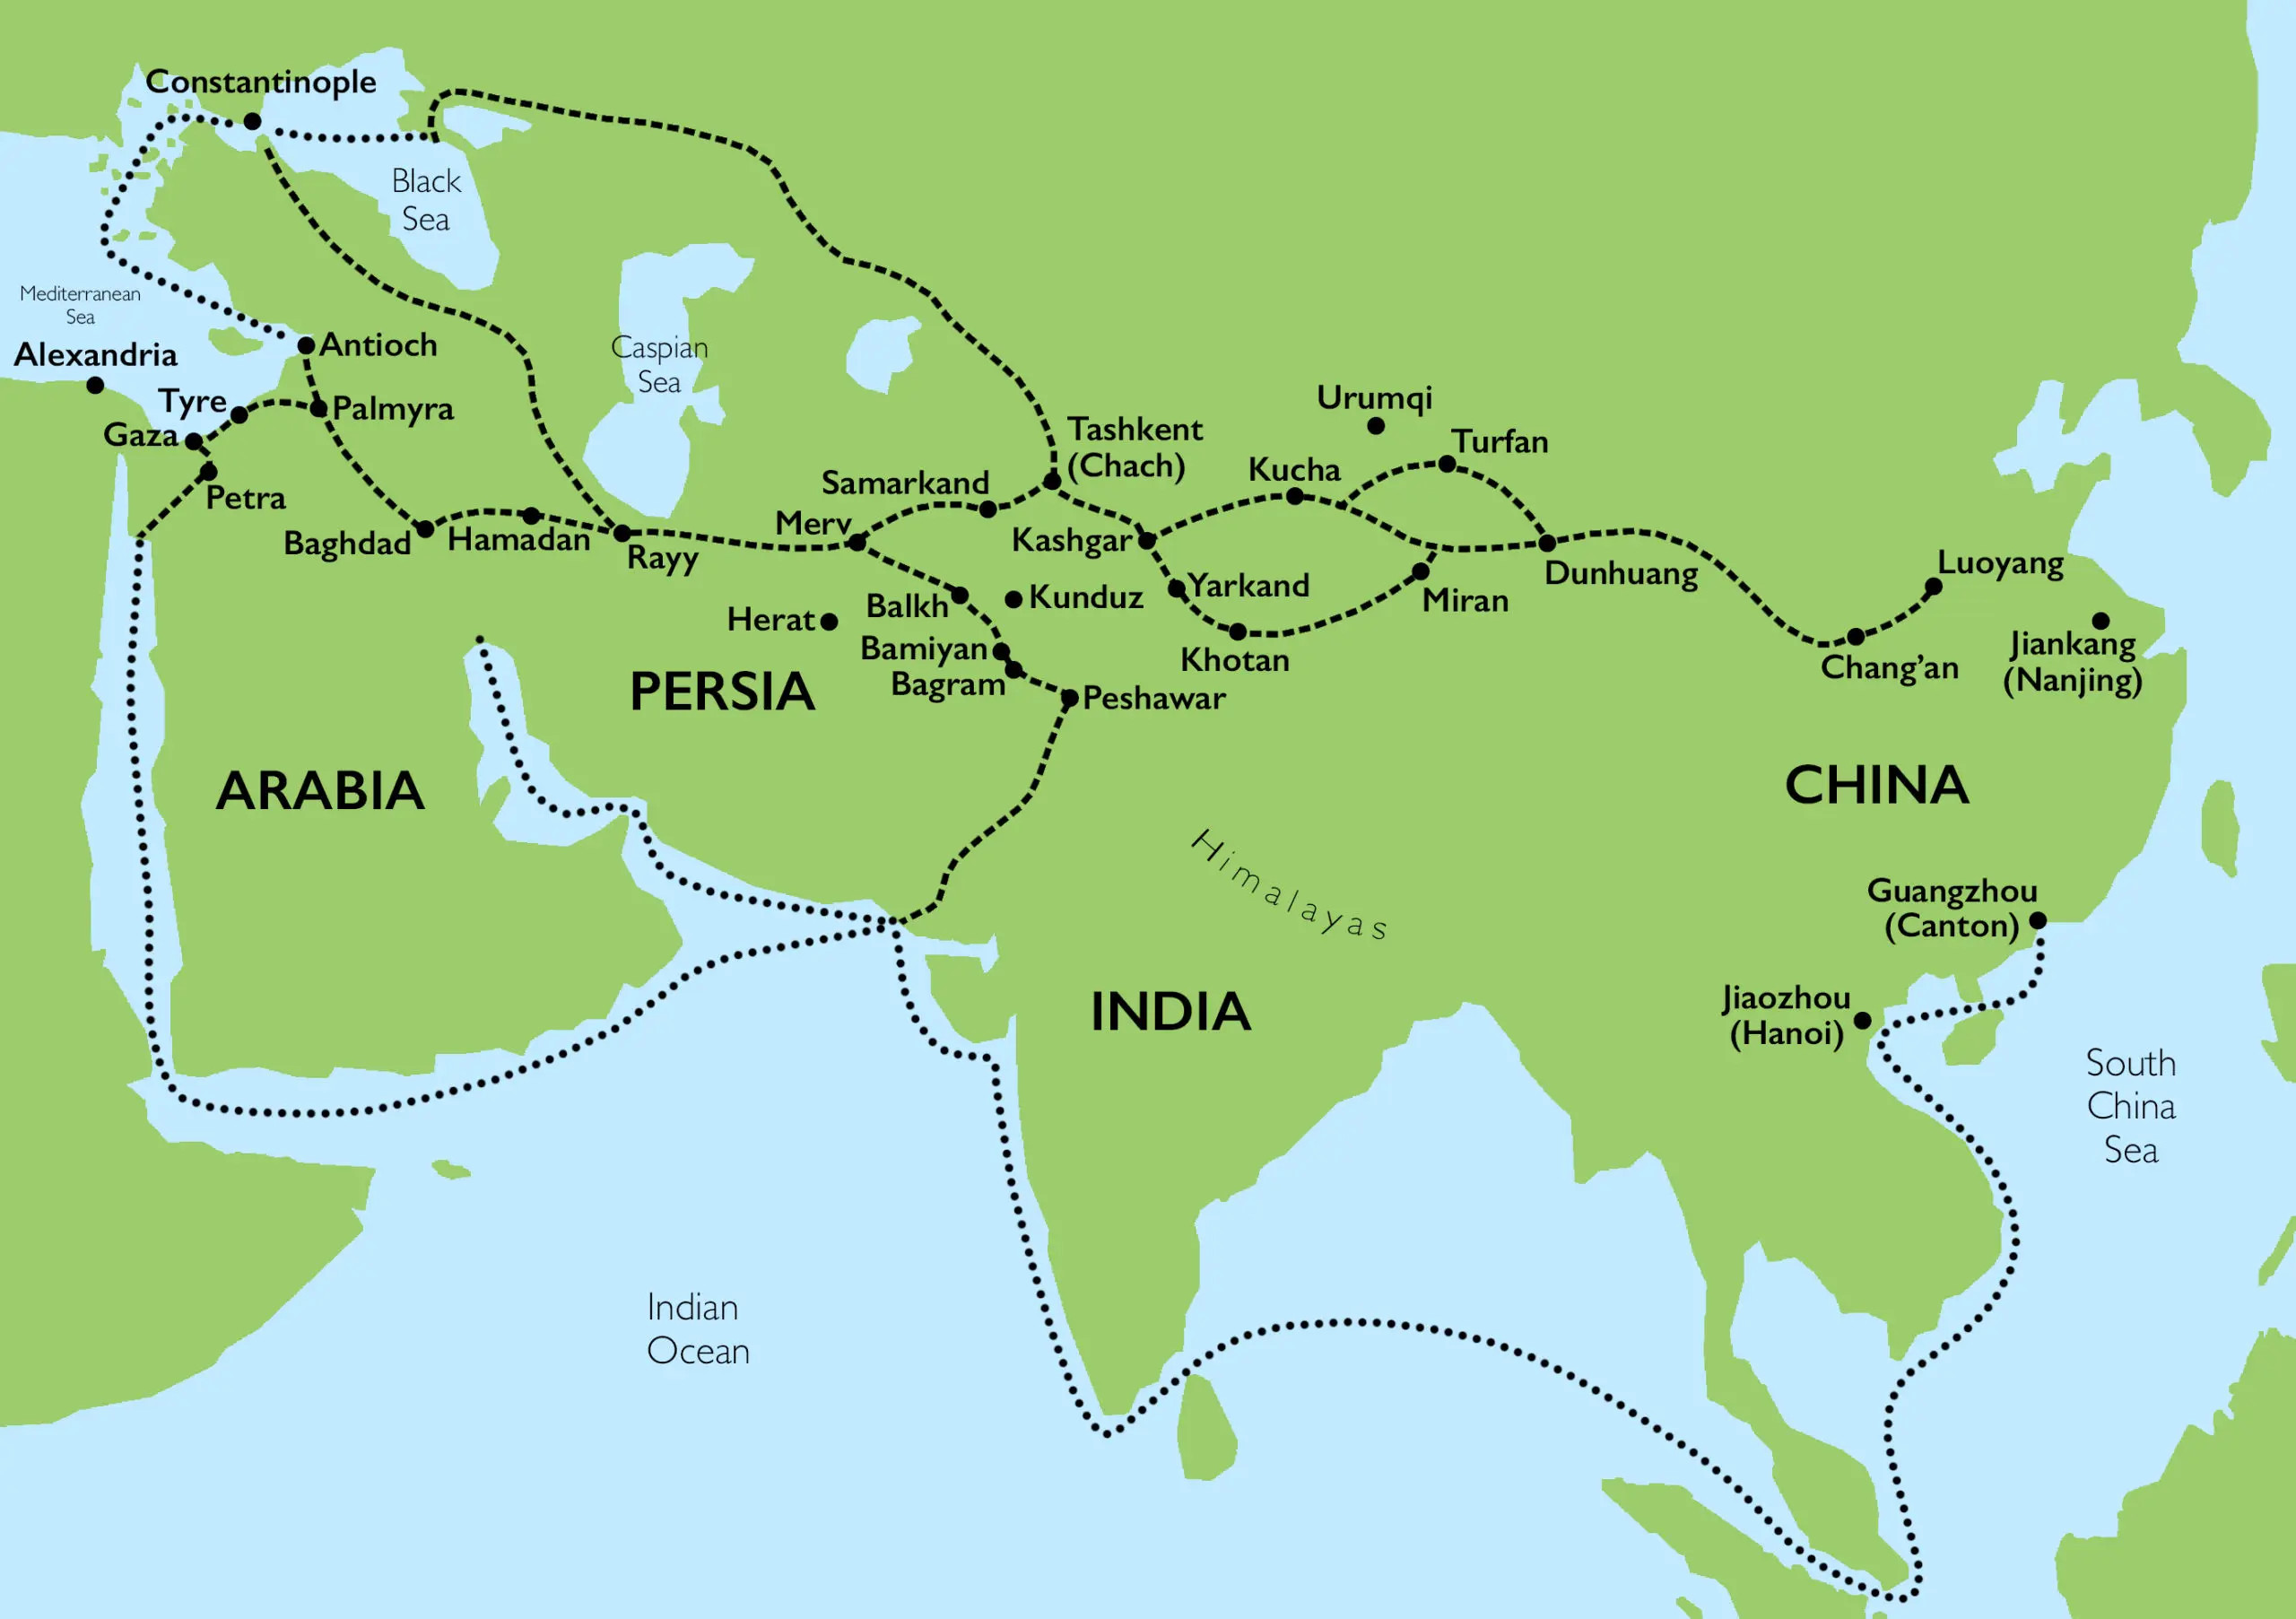 Constantinople
Black
Sea
Mediterranean
Sea
Alexandria
Antioch
Caspian
Sea
Tyre
Palmyra
Gaza
Petra
Baghdad
Hamadan
Rayy
Merv
Samarkand
Tashkent
(Chach)
Urumqi
Turfan
Kucha
Kashgar
Yarkand
Khotan
Miran
Dunhuang
Luoyang
Chang’an
Jiankang
(Nanjing)
Herat
Balkh
Kunduz
Bamiyan
Bagram
Peshawar
PERSIA
ARABIA
CHINA
Himalayas
INDIA
Guangzhou
(Canton)
Jiaozhou
(Hanoi)
South
China
Sea
Indian
Ocean